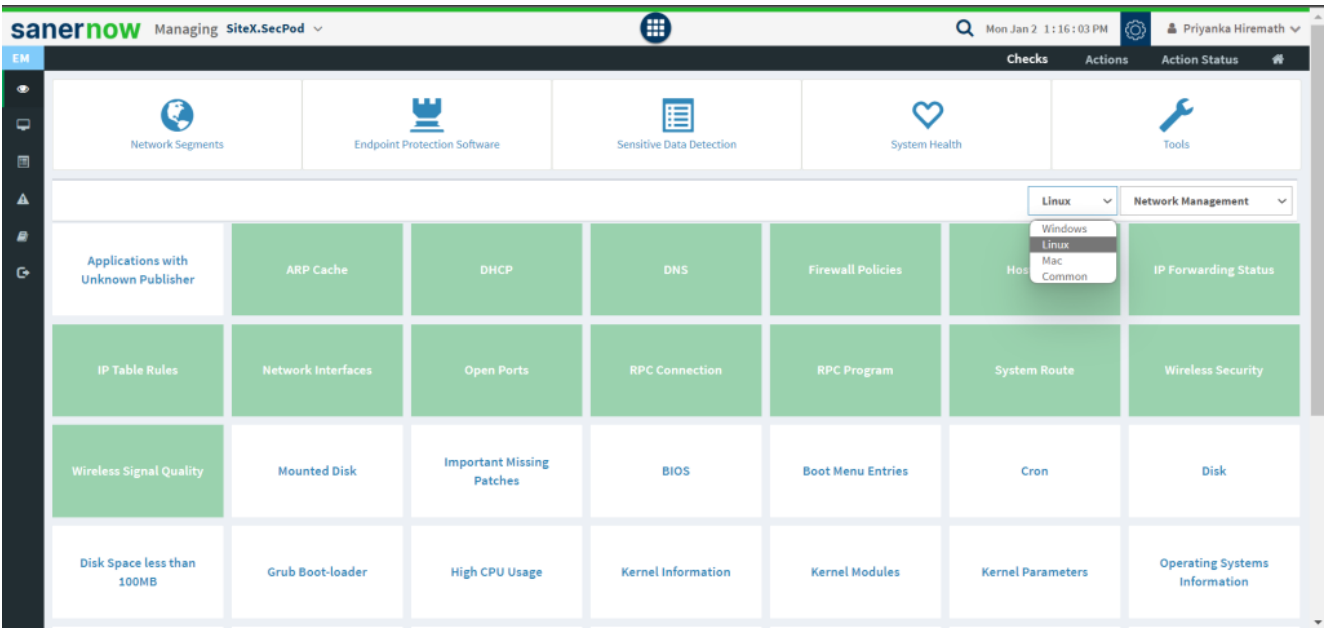 sanernow Managing SiteX.SecPod Mon Jan 2 1:16:03 PM Priyanka Hiremath
EM Checks Actions Action Status
Network Segments Endpoint Protection Software Sensitive Data Detection System Health Tools
Linux Network Management
Windows
Linux
Mac
Common
Applications with
Unknown Publisher
ARP Cache DHCP DNS Firewall Policies Hos IP Forwarding Status
IP Table Rules Network Interfaces Open Ports RPC Connection RPC Program System Route Wireless Security
Wireless Signal Quality Mounted Disk
Important Missing
Patches
BIOS Boot Menu Entries Cron Disk
Disk Space less than
100MB
Grub Boot-loader High CPU Usage Kernel Information Kernel Modules Kernel Parameters
Operating Systems
Information